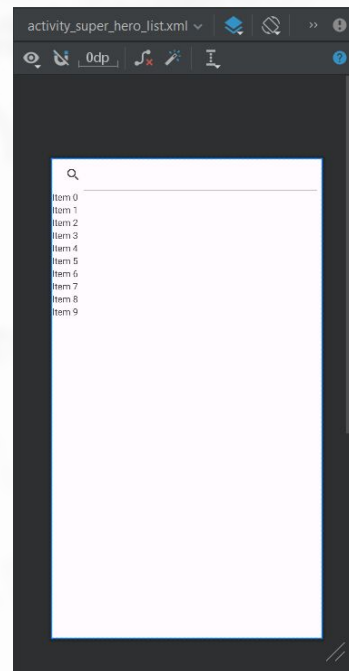 activity_super_hero_list.xml
0dp
Item 0
Item 1
Item 2
Item 3
Item 4
Item 5
Item 6
Item 7
Item 8
Item 9